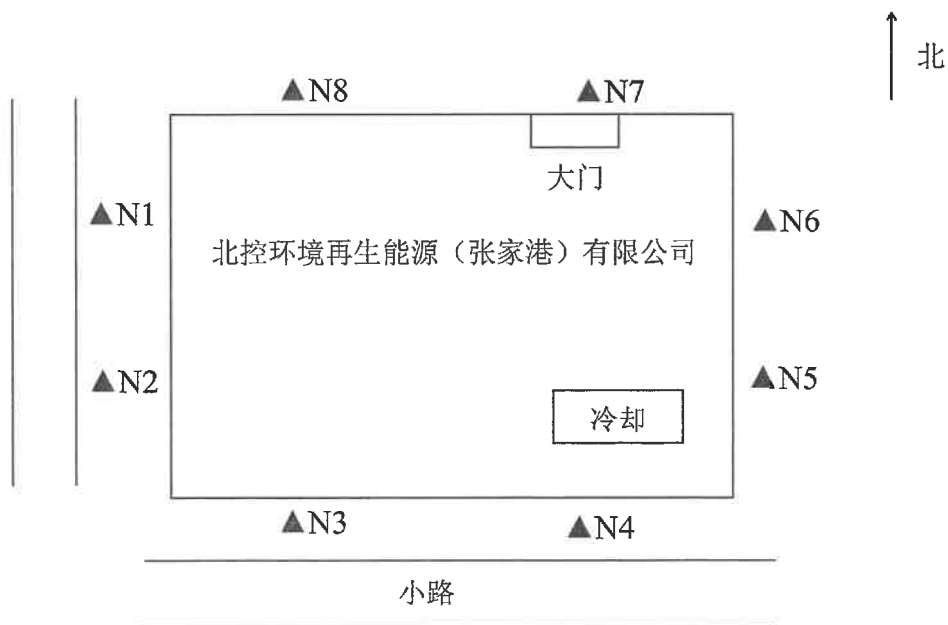 ▲N8
▲N7
北
大门
▲N1
▲N6
北控环境再生能源（张家港）有限公司
▲N2
▲N5
冷却
▲N3
▲N4
小路